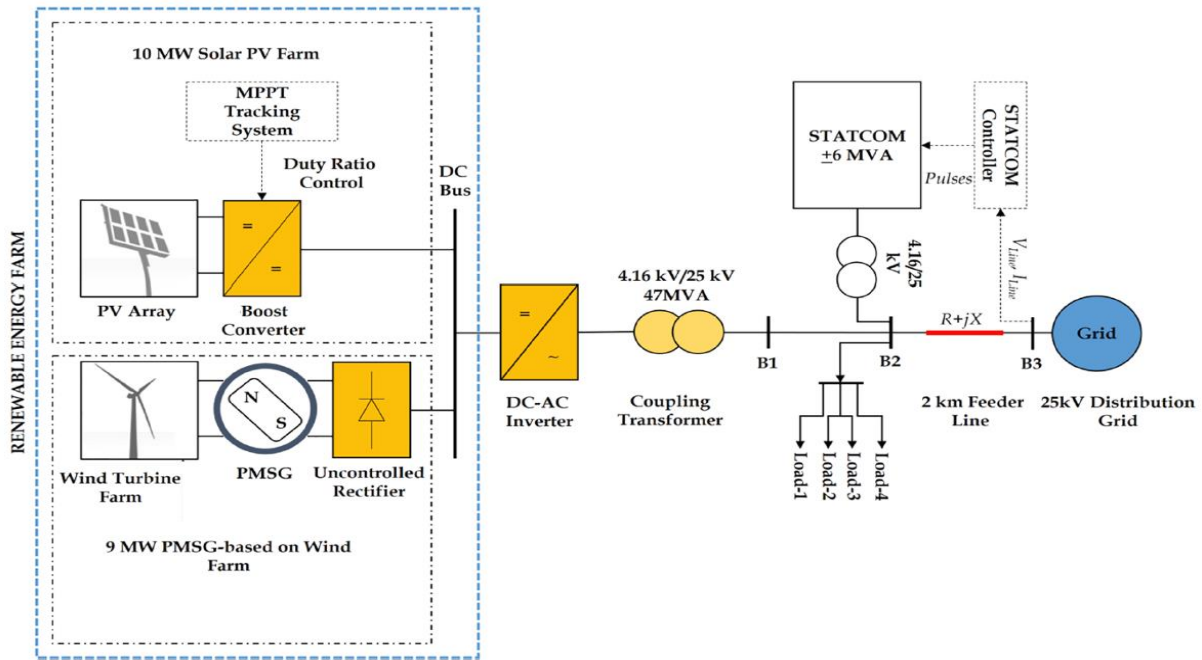 RENEWABLE ENERGY FARM
10 MW Solar PV Farm
MPPT
Tracking
System
Duty Ratio
Control
DC
Bus
=
=
PV Array
Boost
Converter
N
S
Wind Turbine
Farm
PMSG
Uncontrolled
Rectifier
9 MW PMSG-based on Wind
Farm
=
~
DC-AC
Inverter
4.16 kV/25 kV
47MVA
Coupling
Transformer
B1
STATCOM
±6 MVA
Pulses
STATCOM
Controller
4.16/25
kV
V_Line, I_Line
B2
R+jX
B3
Grid
2 km Feeder
Line
25kV Distribution
Grid
Load-1
Load-2
Load-3
Load-4